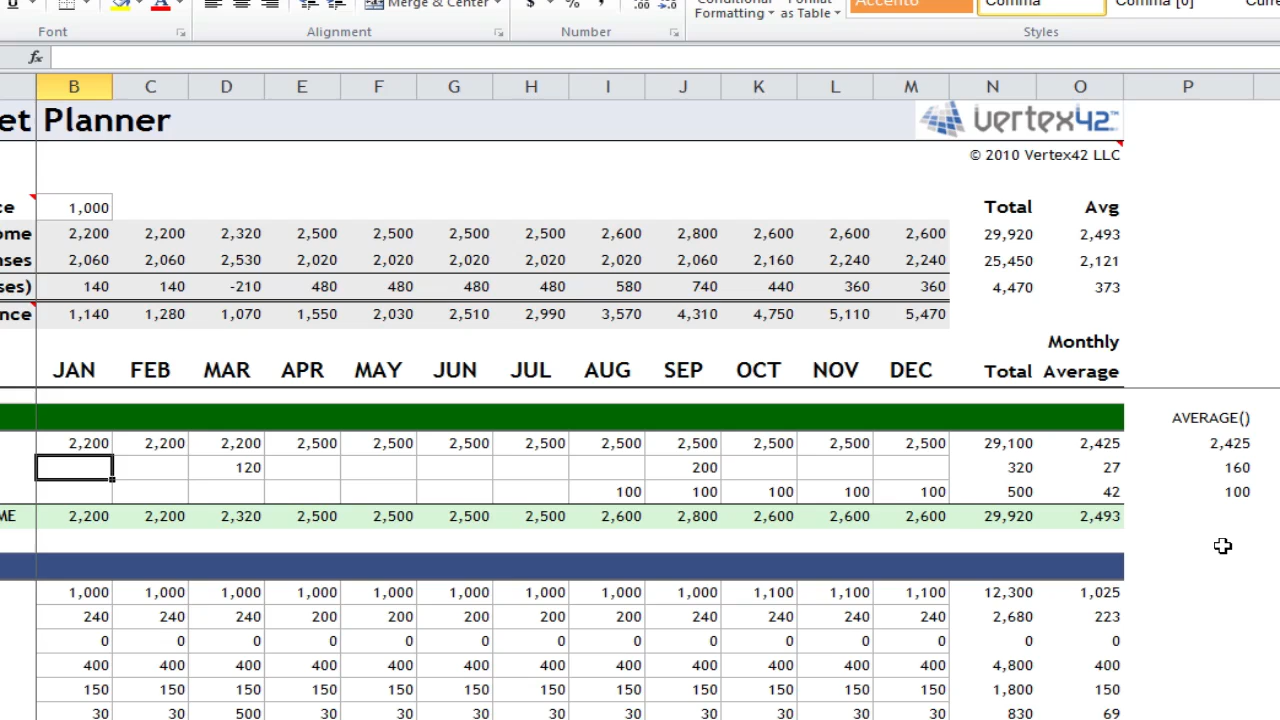 Merge & Center $ % , .00
Conditional Format
Formatting as Table
Accent6 Comma Comma [0]
Font Alignment Number Styles
fx
B C D E F G H I J K L M N O P
et Planner vertex42™
© 2010 Vertex42 LLC
ce 1,000 Total Avg
ome 2,200 2,200 2,320 2,500 2,500 2,500 2,500 2,600 2,800 2,600 2,600 2,600 29,920 2,493
nses 2,060 2,060 2,530 2,020 2,020 2,020 2,020 2,020 2,060 2,160 2,240 2,240 25,450 2,121
ses) 140 140 -210 480 480 480 480 580 740 440 360 360 4,470 373
nce 1,140 1,280 1,070 1,550 2,030 2,510 2,990 3,570 4,310 4,750 5,110 5,470
Monthly
JAN FEB MAR APR MAY JUN JUL AUG SEP OCT NOV DEC Total Average
AVERAGE()
2,200 2,200 2,200 2,500 2,500 2,500 2,500 2,500 2,500 2,500 2,500 2,500 29,100 2,425 2,425
120 200 320 27 160
100 100 100 100 100 500 42 100
ME 2,200 2,200 2,320 2,500 2,500 2,500 2,500 2,600 2,800 2,600 2,600 2,600 29,920 2,493
1,000 1,000 1,000 1,000 1,000 1,000 1,000 1,000 1,000 1,100 1,100 1,100 12,300 1,025
240 240 240 200 200 200 200 200 240 240 240 240 2,680 223
0 0 0 0 0 0 0 0 0 0 0 0 0 0
400 400 400 400 400 400 400 400 400 400 400 400 4,800 400
150 150 150 150 150 150 150 150 150 150 150 150 1,800 150
30 30 500 30 30 30 30 30 30 30 30 30 830 69